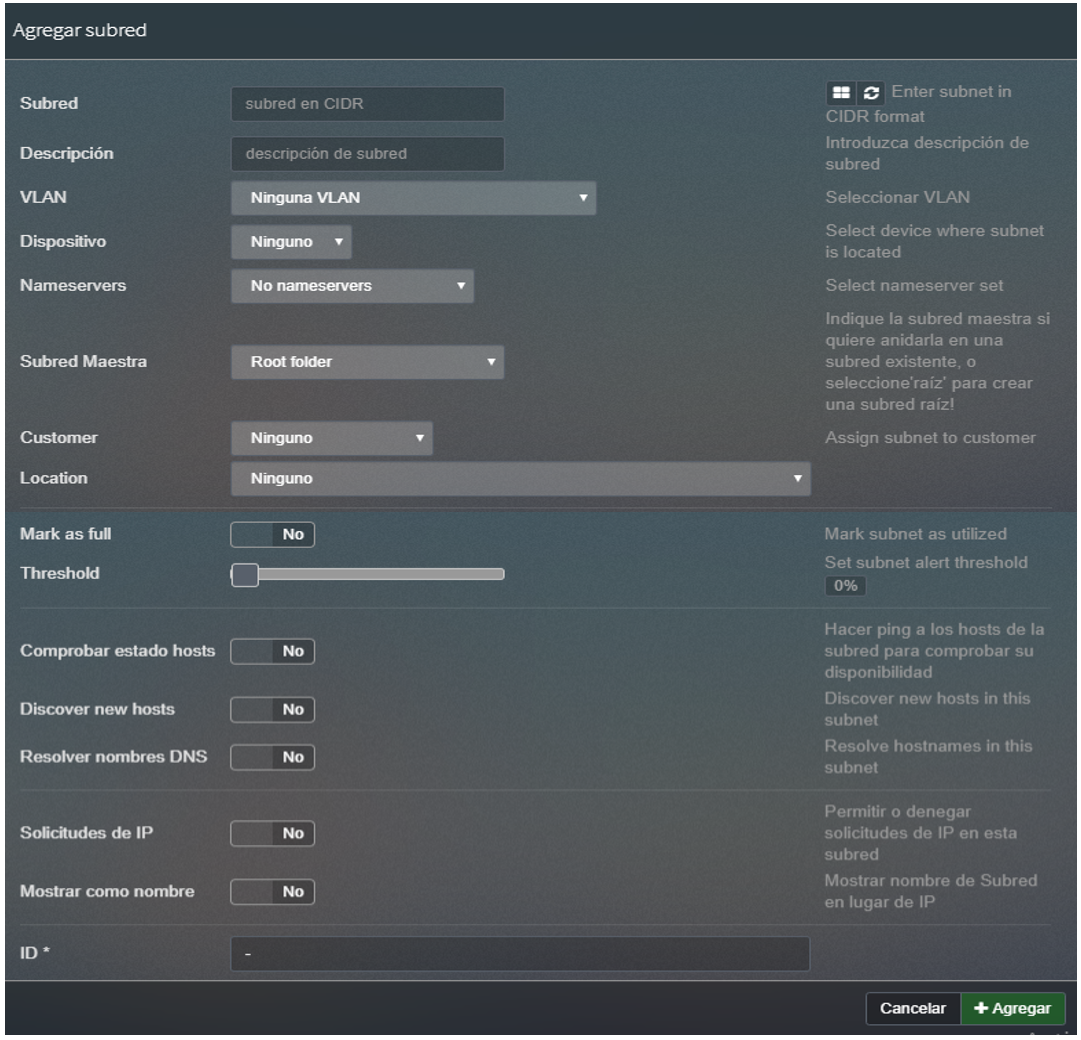 Agregar subred
Subred
subred en CIDR
Enter subnet in
CIDR format
Descripción
descripción de subred
Introduzca descripción de
subred
VLAN
Ninguna VLAN
Seleccionar VLAN
Dispositivo
Ninguno
Select device where subnet
is located
Nameservers
No nameservers
Select nameserver set
Subred Maestra
Root folder
Indique la subred maestra si
quiere anidarla en una
subred existente, o
seleccione'raíz' para crear
una subred raíz!
Customer
Ninguno
Assign subnet to customer
Location
Ninguno
Mark as full
No
Mark subnet as utilized
Threshold
Set subnet alert threshold
0%
Comprobar estado hosts
No
Hacer ping a los hosts de la
subred para comprobar su
disponibilidad
Discover new hosts
No
Discover new hosts in this
subnet
Resolver nombres DNS
No
Resolve hostnames in this
subnet
Solicitudes de IP
No
Permitir o denegar
solicitudes de IP en esta
subred
Mostrar como nombre
No
Mostrar nombre de Subred
en lugar de IP
ID *
-
Cancelar
+ Agregar